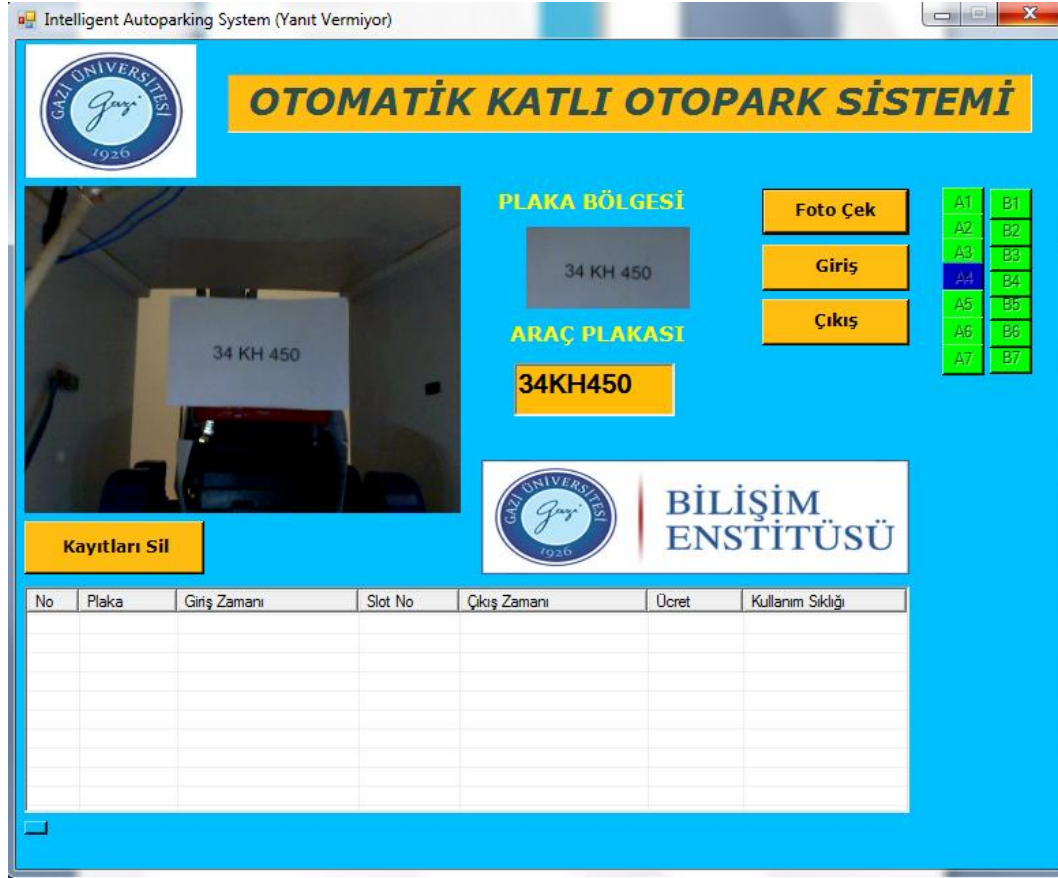 Intelligent Autoparking System (Yanıt Vermiyor)
GAZİ ÜNİVERSİTESİ
Gazi
1926
OTOMATİK KATLI OTOPARK SİSTEMİ
34 KH 450
PLAKA BÖLGESİ
34 KH 450
ARAÇ PLAKASI
34KH450
Foto Çek
Giriş
Çıkış
A1 B1
A2 B2
A3 B3
A4 B4
A5 B5
A6 B6
A7 B7
GAZİ ÜNİVERSİTESİ
Gazi
1926
BİLİŞİM
ENSTİTÜSÜ
Kayıtları Sil
No Plaka Giriş Zamanı Slot No Çıkış Zamanı Ücret Kullanım Sıklığı